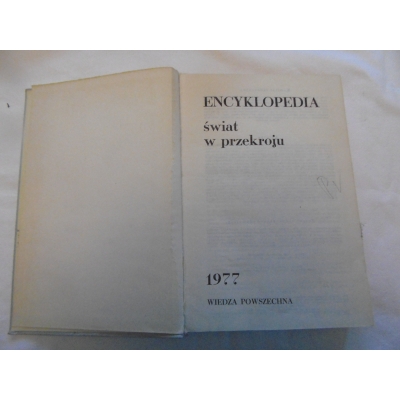 ENCYKLOPEDIA
świat
w przekroju
1977
WIEDZA POWSZECHNA